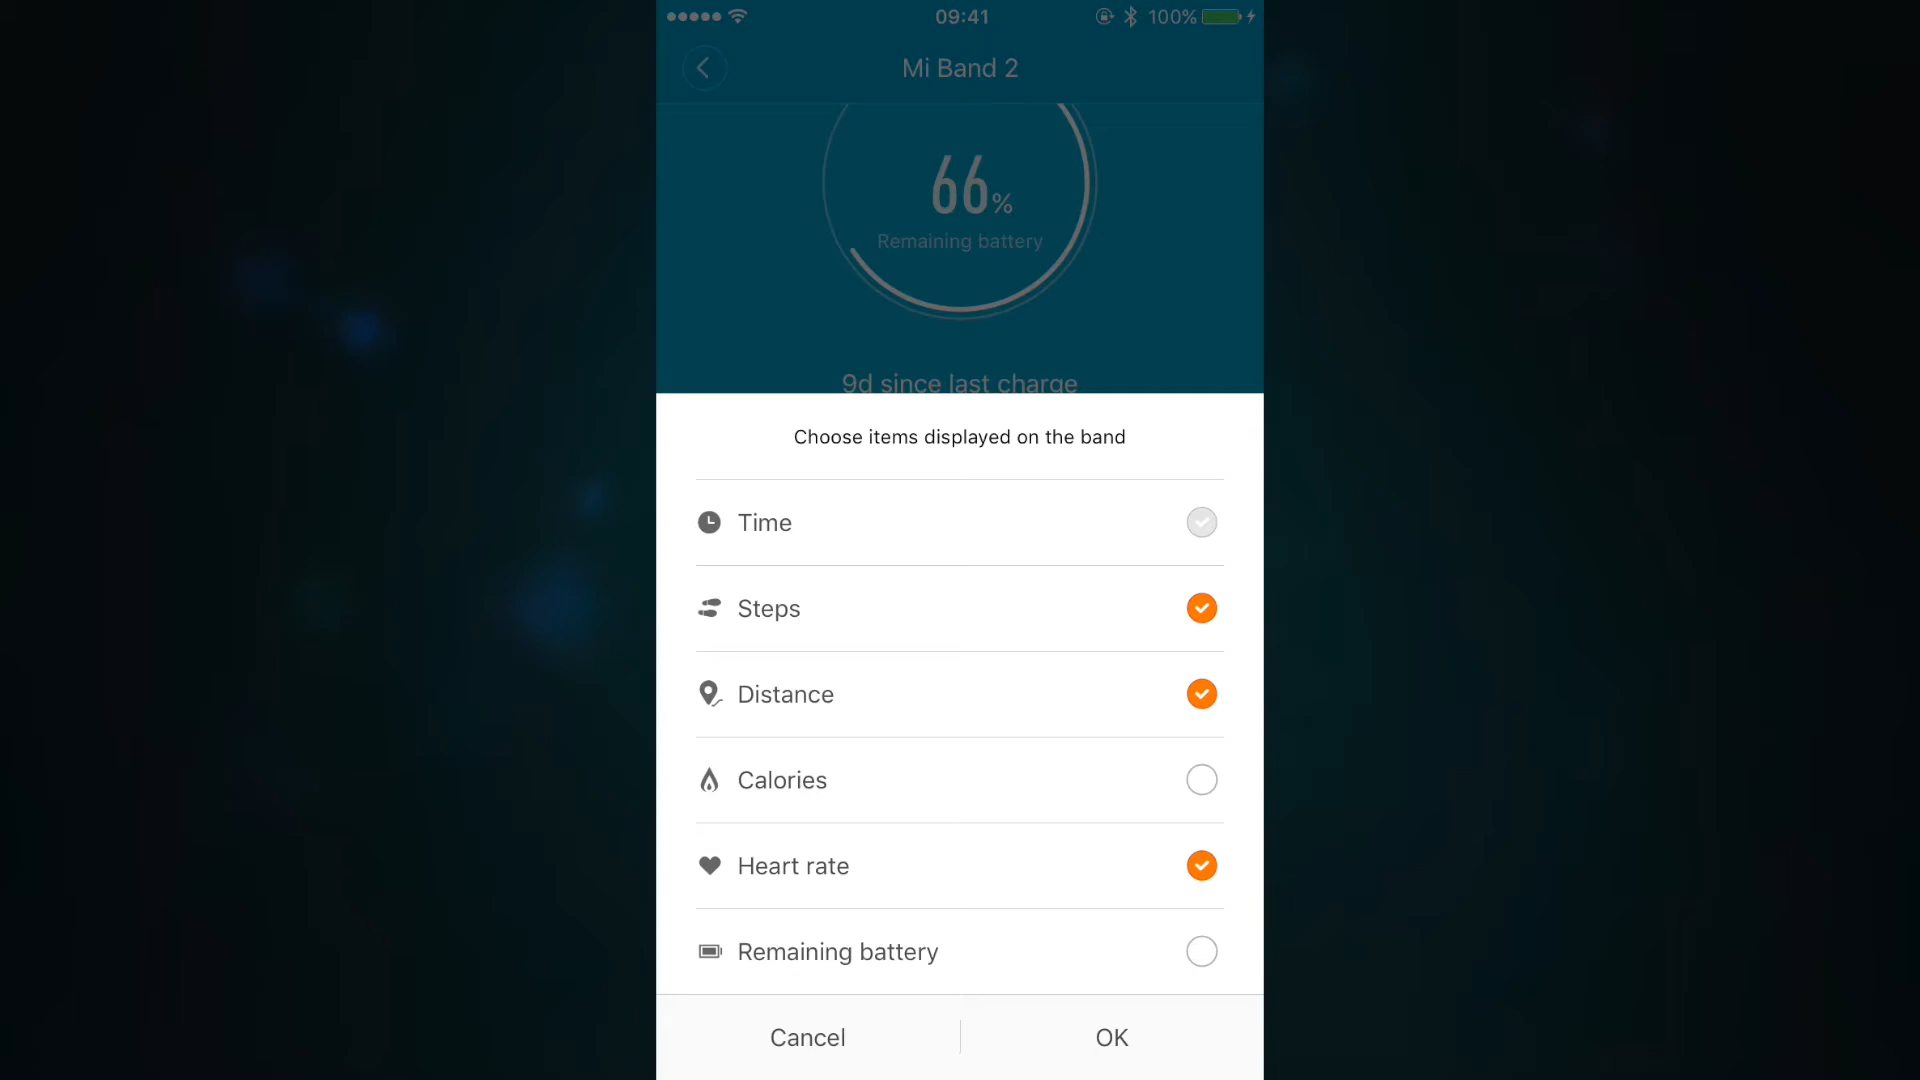 09:41
100%
Mi Band 2
66%
Remaining battery
9d since last charge
Choose items displayed on the band
Time
Steps
Distance
Calories
Heart rate
Remaining battery
Cancel
OK